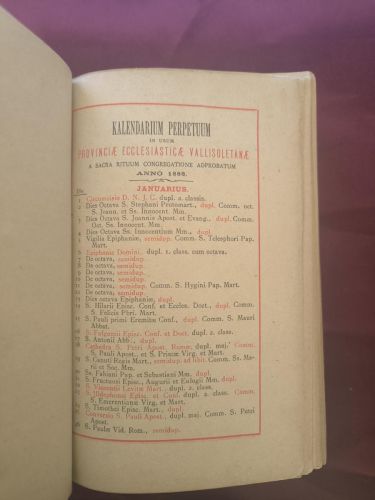 KALENDARIUM PERPETUUM
IN USUM
PROVINCIÆ ECCLESIASTICÆ VALLISOLETANÆ
A SACRA RITUUM CONGREGATIONE ADPROBATUM
ANNO 1888.
JANUARIUS.
Die.
1 Circumcisio D. N. J. C. dupl. 2. classis.
2 Dies Octava S. Stephani Protomart., dupl. Comm. oct.
S. Joann. et Ss. Innocent. Mm.
3 Dies Octava S. Joannis Apost. et Evang., dupl. Comm.
Oct. Ss. Innocent. Mm.
4 Dies Octava Ss. Innocentium Mm., dupl.
5 Vigilia Epiphaniæ, semidup. Comm. S. Telesphori Pap.
Mart.
6 Epiphania Domini, dupl. 1. class. cum octava.
7 De octava, semidup.
8 De octava, semidup.
9 De octava, semidup.
10 De octava, semidup.
11 De octava, semidup. Comm. S. Hygini Pap. Mart.
12 De octava, semidup.
13 Dies octava Epiphaniæ, dupl.
14 S. Hilarii Episc. Conf. et Eccles. Doct., dupl. Comm.
S. Felicis Pbri. Mart.
15 S. Pauli primi Eremitæ Conf., dupl. Comm. S. Mauri
Abbat.
16 S. Fulgentii Episc. Conf. et Doct. dupl. 2. class.
17 S. Antonii Abb., dupl.
18 Cathedra S. Petri Apost. Romæ, dupl. maj. Comm.
S. Pauli Apost., et S. Priscæ Virg. et Mart.
19 S. Canuti Regis Mart., semidup. ad libit. Comm. Ss. Ma-
rii et Soc. Mm.
20 Ss. Fabiani Pap. et Sebastiani Mm., dupl.
21 S. Fructuosi Episc., Augurii et Eulogii Mm., dupl.
22 S. Vincentii Levitæ Mart., dupl. 2. class.
23 S. Ildephonsi Episc. et Conf. dupl. 2. class. Comm.
S. Emerentianæ Virg. et Mart.
24 S. Timothei Episc. Mart., dupl.
25 Conversio S. Pauli Apost., dupl. maj. Comm. S. Petri
Apost.
26 S. Paulæ Vid. Rom., semidup.